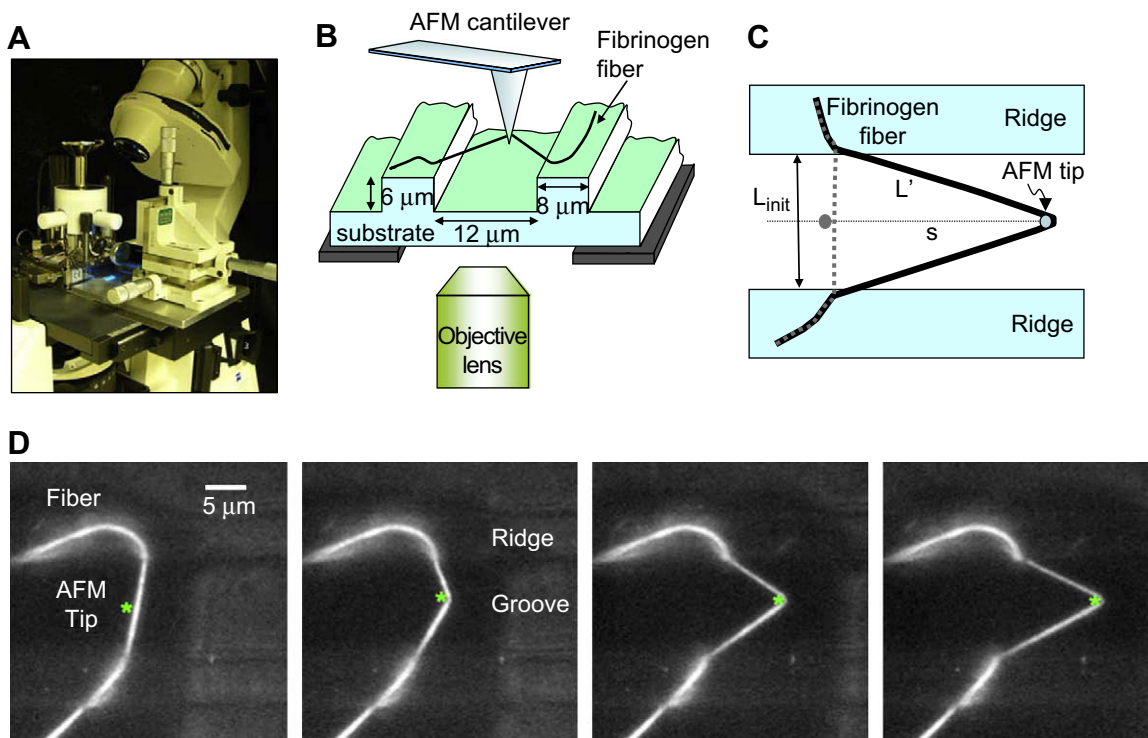 A
B
AFM cantilever
Fibrinogen
fiber
6 μm
8 μm
12 μm
substrate
Objective
lens
C
Fibrinogen
fiber
Ridge
AFM tip
L'
L_init
s
Ridge
D
Fiber
5 μm
AFM
Tip
Ridge
Groove